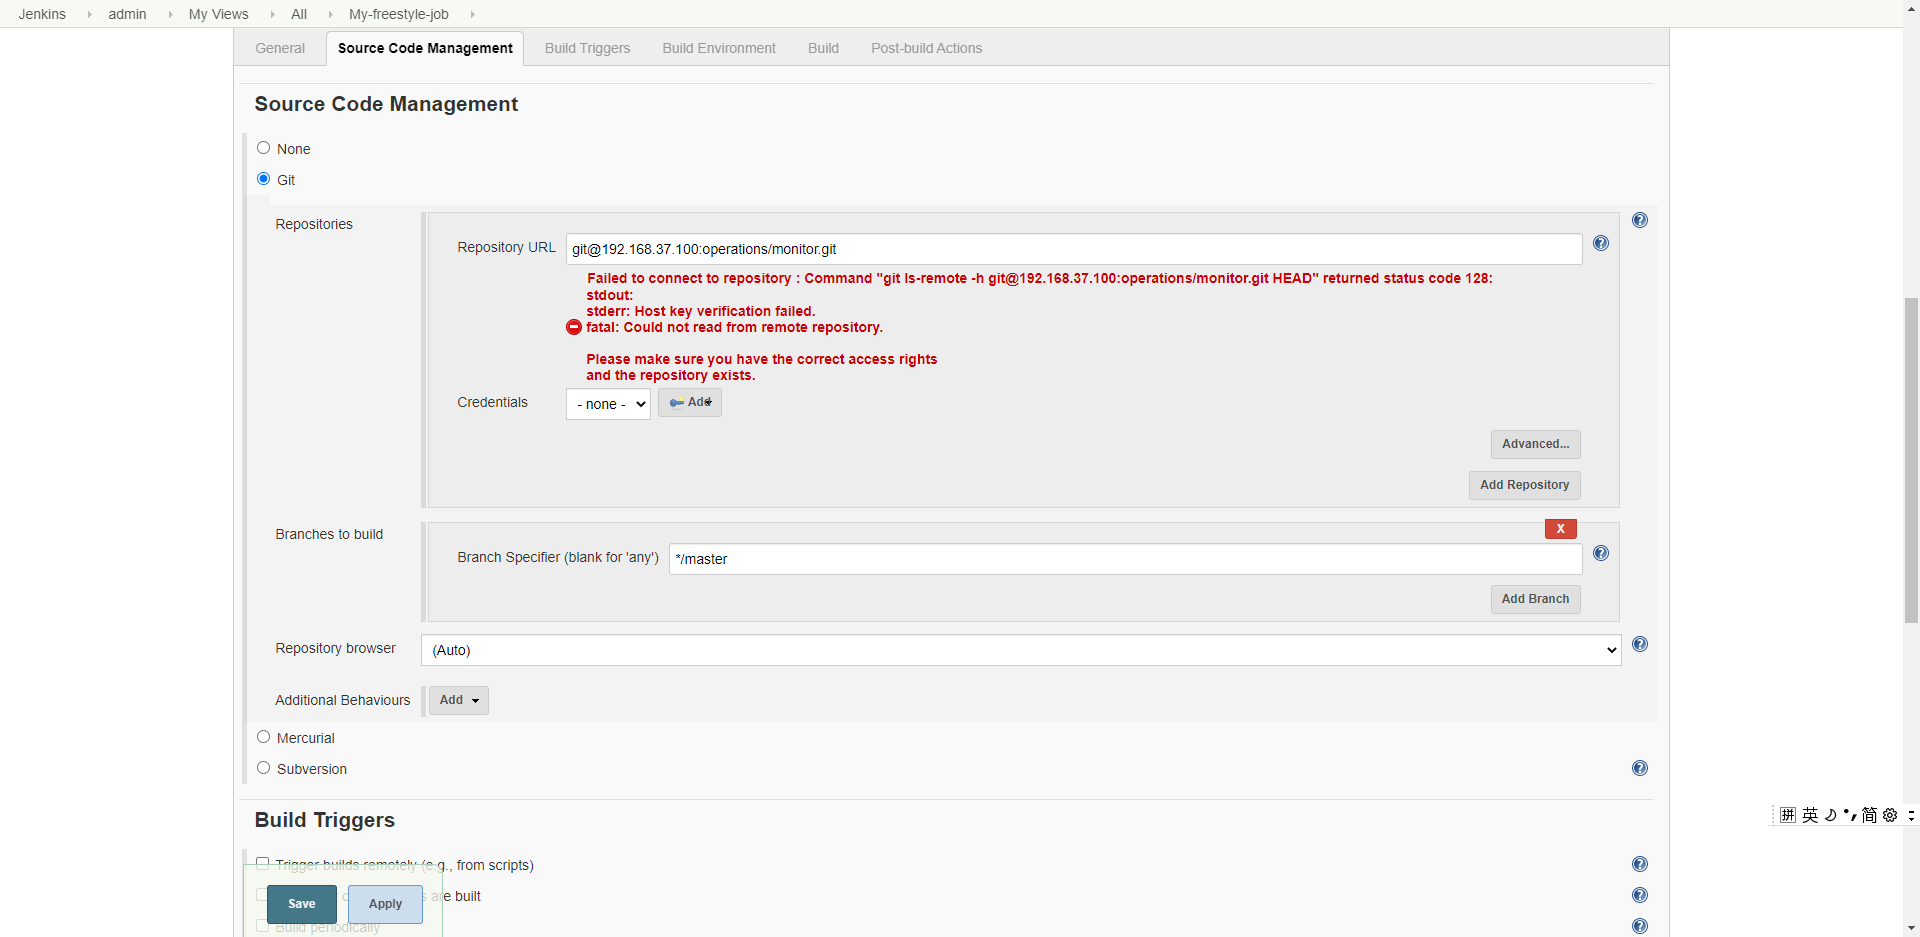 Jenkins admin My Views All My-freestyle-job
General Source Code Management Build Triggers Build Environment Build Post-build Actions
Source Code Management
None
Git
Repositories
Repository URL git@192.168.37.100:operations/monitor.git
Failed to connect to repository : Command "git ls-remote -h git@192.168.37.100:operations/monitor.git HEAD" returned status code 128:
stdout:
stderr: Host key verification failed.
fatal: Could not read from remote repository.
Please make sure you have the correct access rights
and the repository exists.
Credentials - none - Add
Advanced...
Add Repository
Branches to build
X
Branch Specifier (blank for 'any') */master
Add Branch
Repository browser (Auto)
Additional Behaviours Add
Mercurial
Subversion
拼 英 简
Build Triggers
Trigger builds remotely (e.g., from scripts)
are built
Save Apply
Build periodically